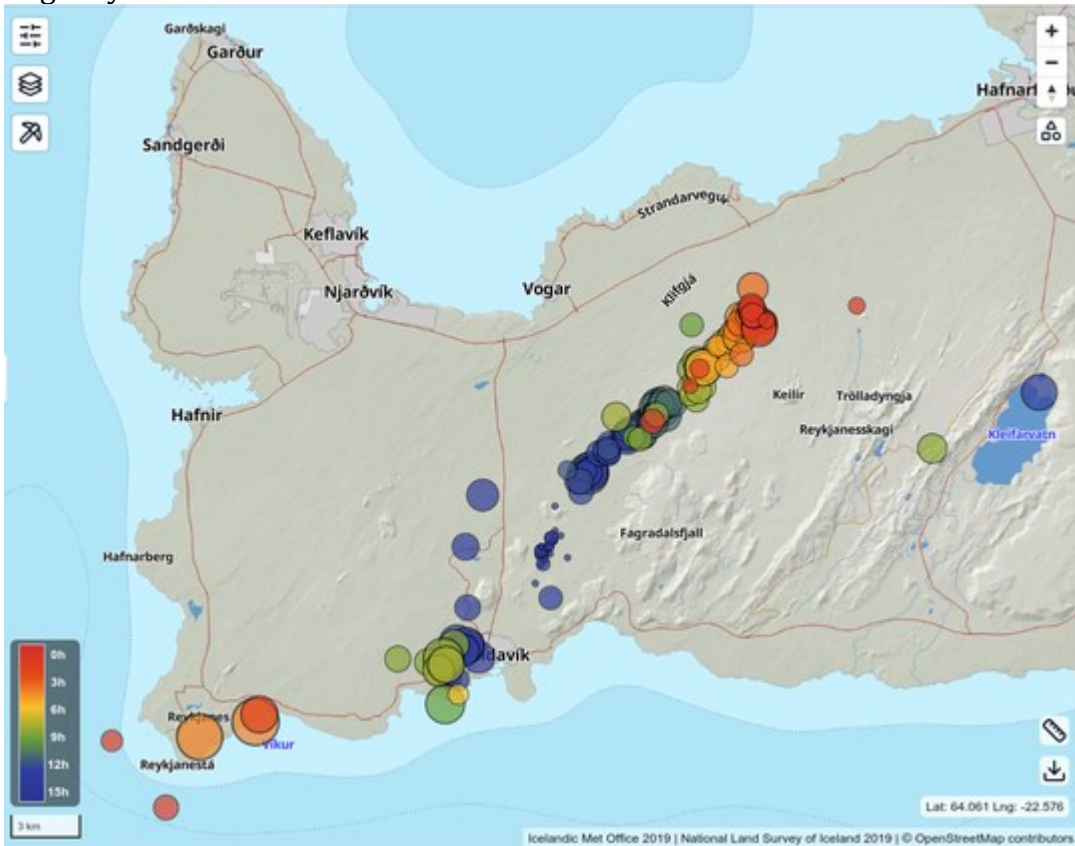 Garðskagi
Garður
Sandgerði
Keflavík
Njarðvík
Vogar
Strandarvegur
Klifgjá
Hafnir
Keilir
Trölladyngja
Reykjanesskagi
Kleifarvatn
Fagradalsfjall
Hafnarberg
davík
Reykjanes
Víkur
Reykjanestá
0h
3h
6h
9h
12h
15h
3 km
Lat: 64.061 Lng: -22.576
Icelandic Met Office 2019 | National Land Survey of Iceland 2019 | © OpenStreetMap contributors